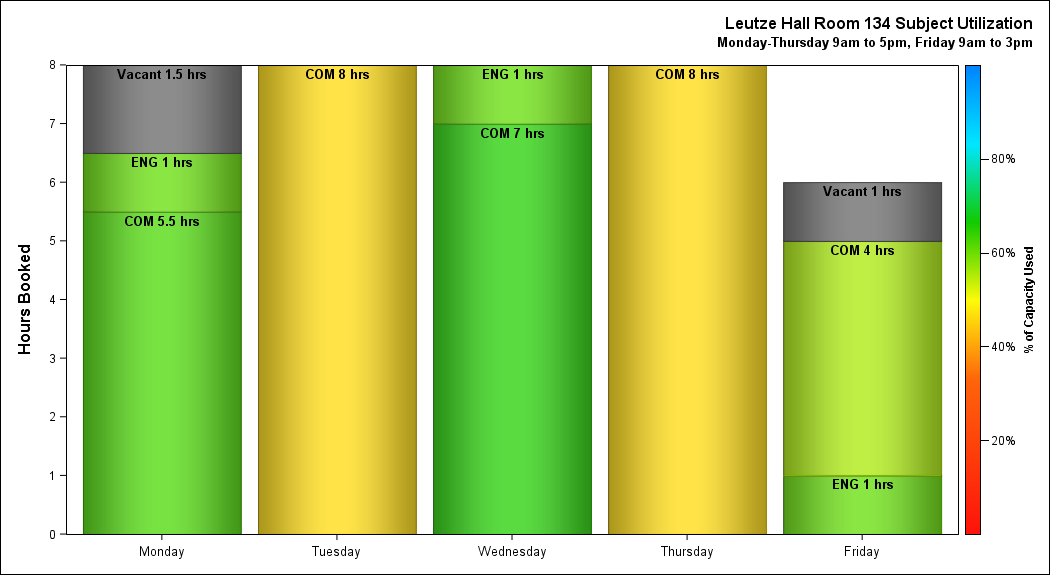 Leutze Hall Room 134 Subject Utilization
Monday-Thursday 9am to 5pm, Friday 9am to 3pm
Hours Booked
8
7
6
5
4
3
2
1
0
Vacant 1.5 hrs
ENG 1 hrs
COM 5.5 hrs
COM 8 hrs
ENG 1 hrs
COM 7 hrs
COM 8 hrs
Vacant 1 hrs
COM 4 hrs
ENG 1 hrs
Monday
Tuesday
Wednesday
Thursday
Friday
80%
60%
40%
20%
% of Capacity Used